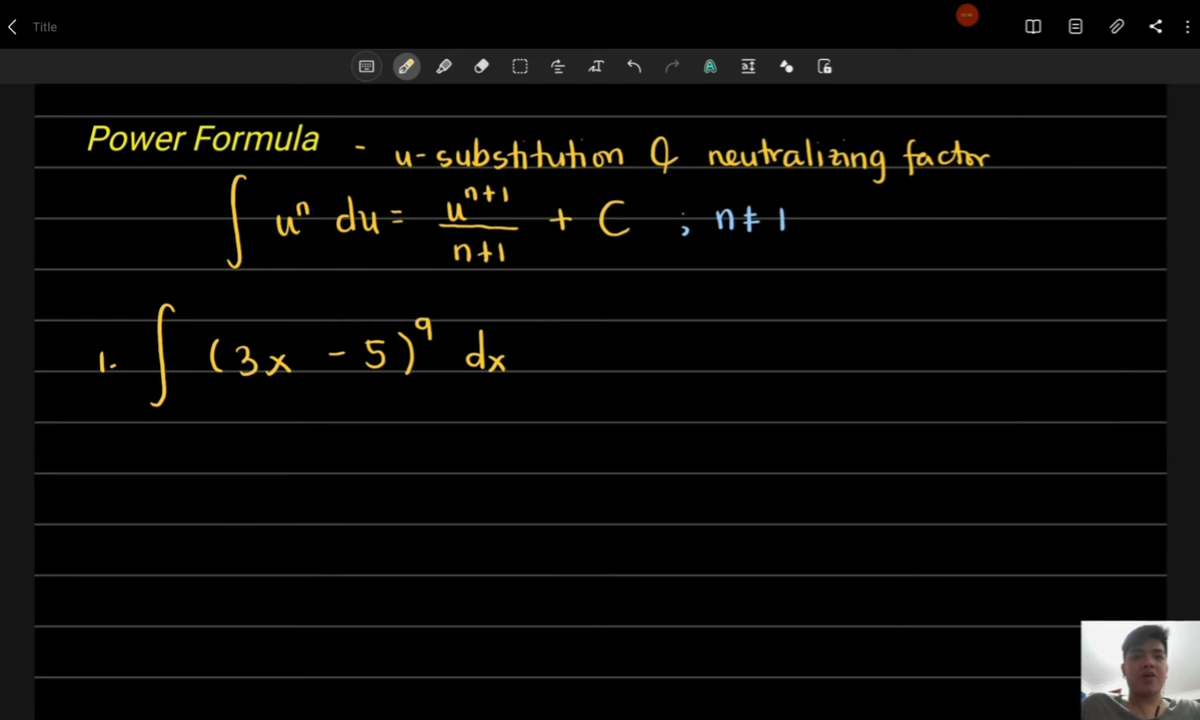 Title
Power Formula - u-substitution & neutralizing factor
∫ uⁿ du = uⁿ⁺¹/n+1 + C ; n ≠ 1
1. ∫ (3x - 5)⁹ dx